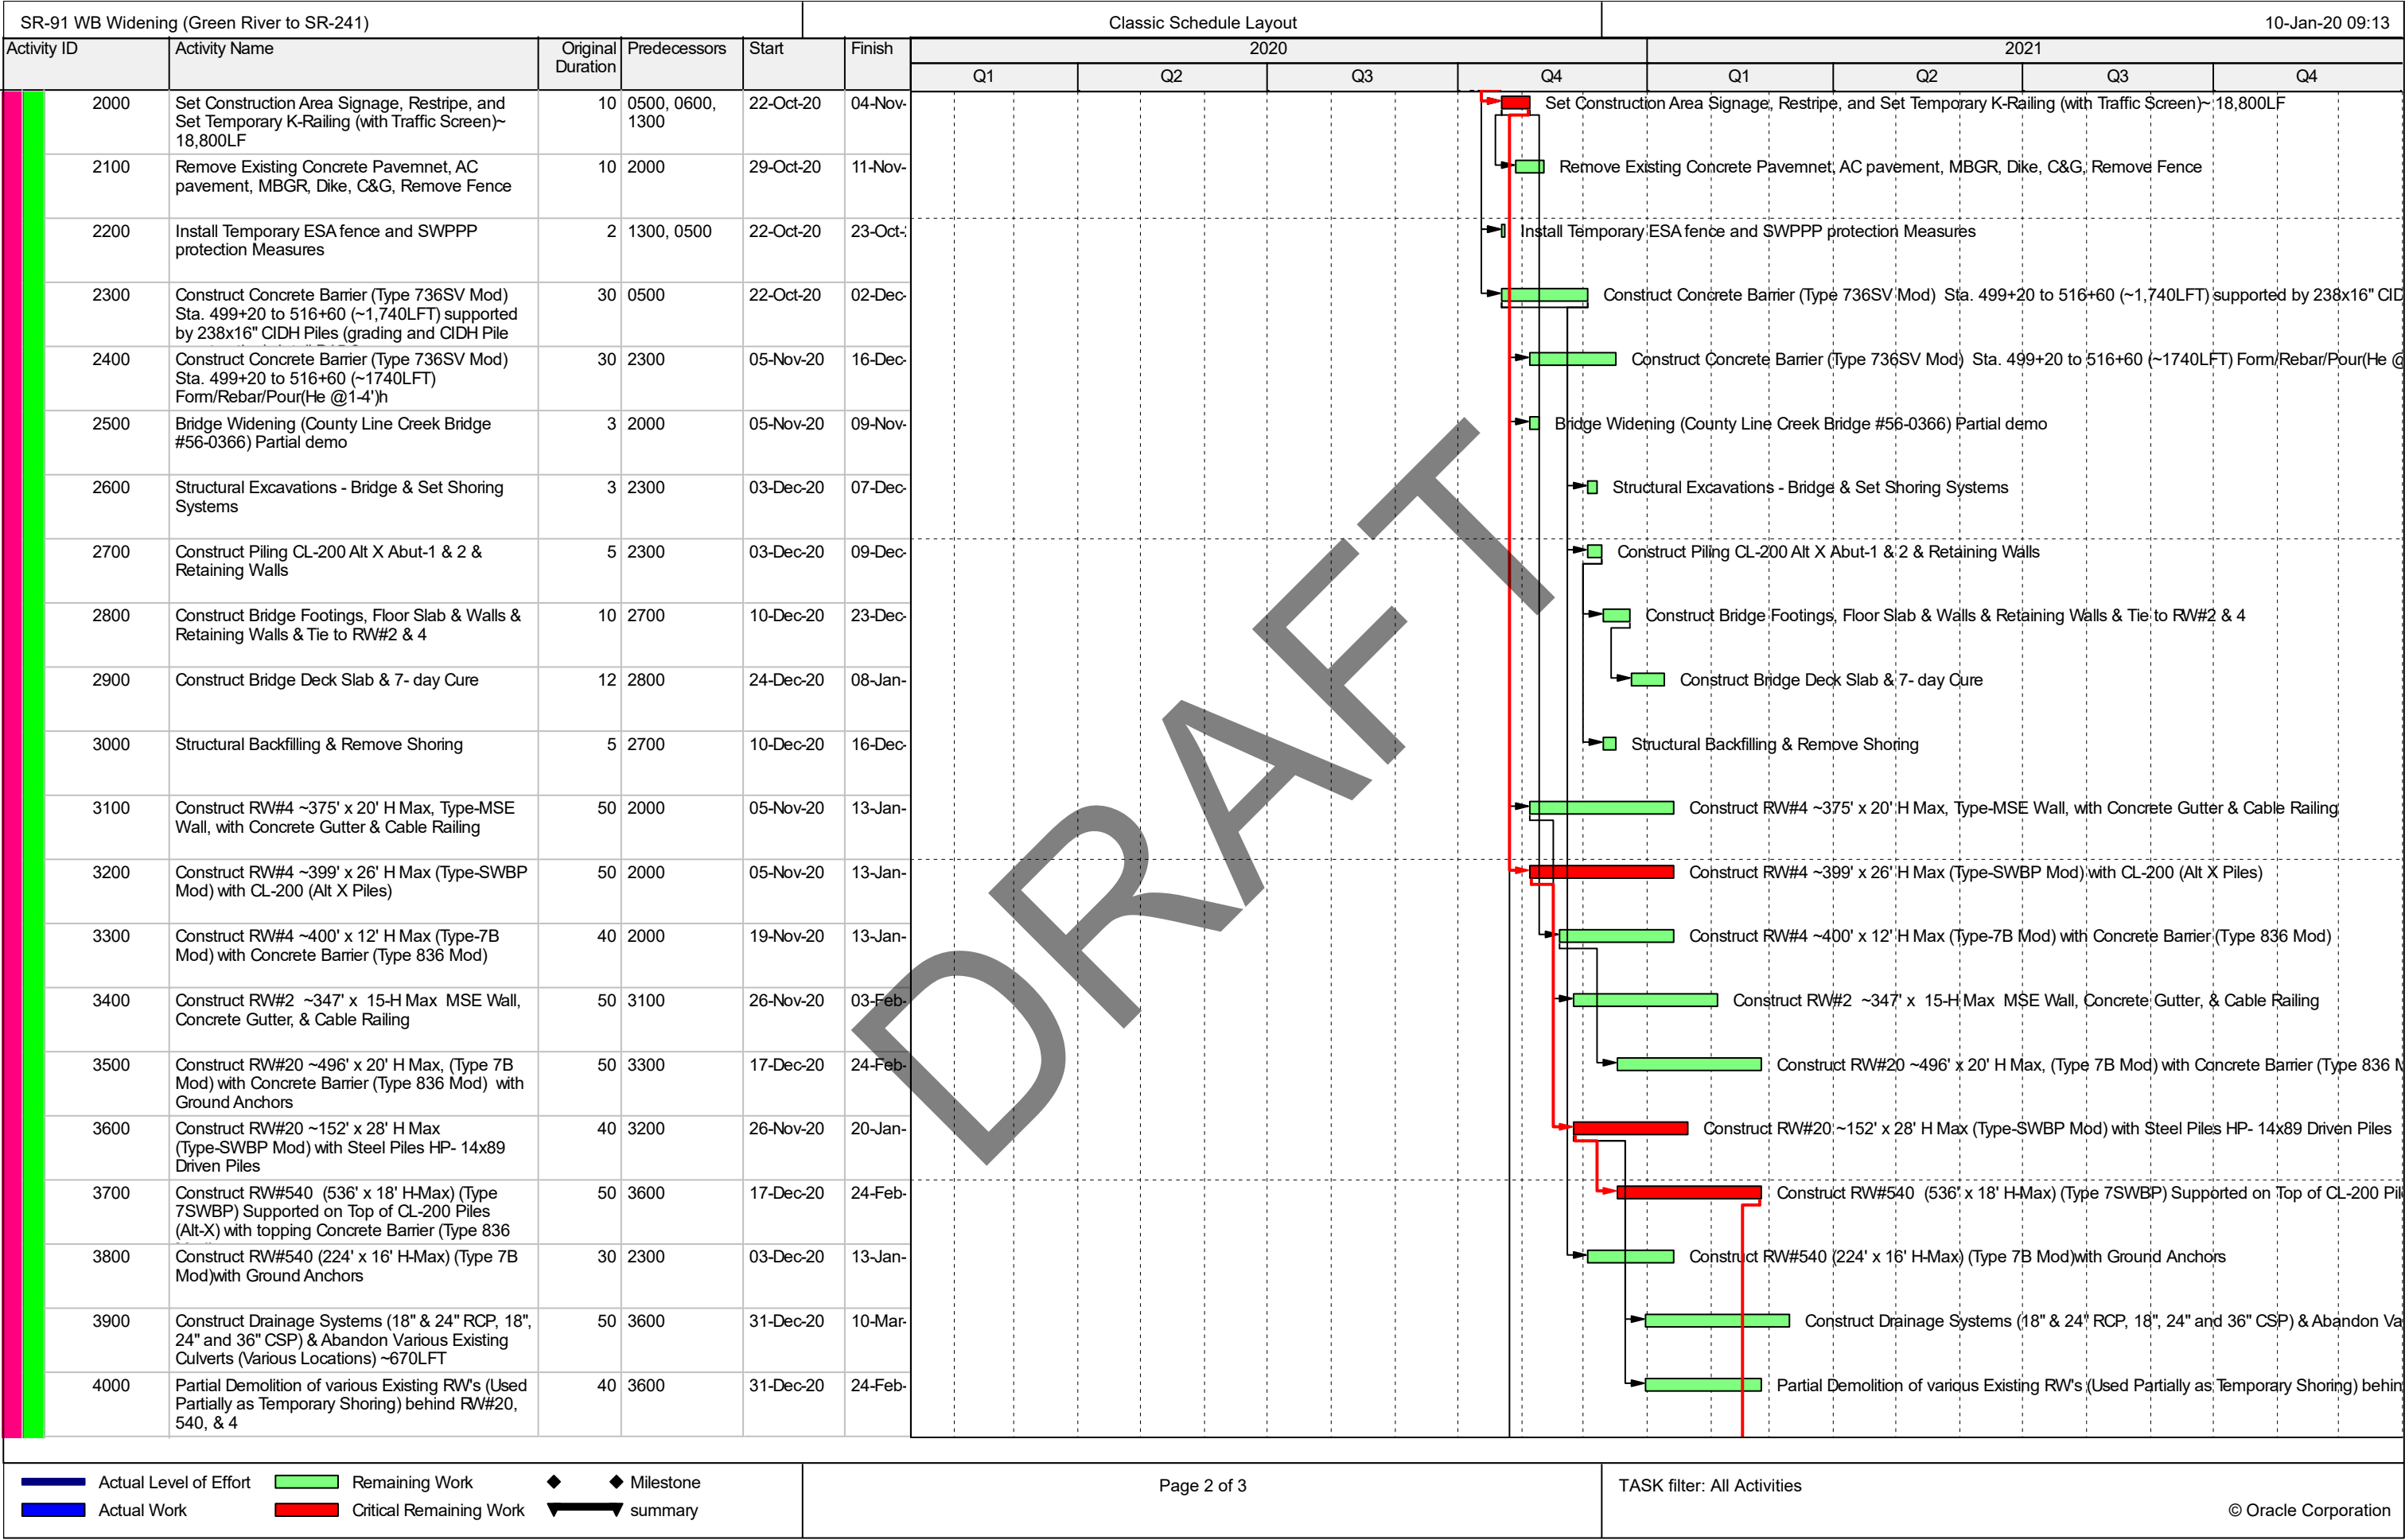 SR-91 WB Widening (Green River to SR-241)
Classic Schedule Layout
10-Jan-20 09:13
Activity ID
Activity Name
Original Duration
Predecessors
Start
Finish
2020
2021
Q1 Q2 Q3 Q4 Q1 Q2 Q3 Q4
2000 Set Construction Area Signage, Restripe, and 10 0500, 0600, 22-Oct-20 04-Nov-
Set Temporary K-Railing (with Traffic Screen)~ 1300
18,800LF
Set Construction Area Signage, Restripe, and Set Temporary K-Railing (with Traffic Screen)~ 18,800LF
2100 Remove Existing Concrete Pavemnet, AC 10 2000 29-Oct-20 11-Nov-
pavement, MBGR, Dike, C&G, Remove Fence
Remove Existing Concrete Pavemnet, AC pavement, MBGR, Dike, C&G, Remove Fence
2200 Install Temporary ESA fence and SWPPP 2 1300, 0500 22-Oct-20 23-Oct-
protection Measures
Install Temporary ESA fence and SWPPP protection Measures
2300 Construct Concrete Barrier (Type 736SV Mod) 30 0500 22-Oct-20 02-Dec-
Sta. 499+20 to 516+60 (~1,740LFT) supported
by 238x16" CIDH Piles (grading and CIDH Pile
Construct Concrete Barrier (Type 736SV Mod) Sta. 499+20 to 516+60 (~1,740LFT) supported by 238x16" CID
2400 Construct Concrete Barrier (Type 736SV Mod) 30 2300 05-Nov-20 16-Dec-
Sta. 499+20 to 516+60 (~1740LFT)
Form/Rebar/Pour(He @1-4')h
Construct Concrete Barrier (Type 736SV Mod) Sta. 499+20 to 516+60 (~1740LFT) Form/Rebar/Pour(He @
2500 Bridge Widening (County Line Creek Bridge 3 2000 05-Nov-20 09-Nov-
#56-0366) Partial demo
Bridge Widening (County Line Creek Bridge #56-0366) Partial demo
2600 Structural Excavations - Bridge & Set Shoring 3 2300 03-Dec-20 07-Dec-
Systems
Structural Excavations - Bridge & Set Shoring Systems
2700 Construct Piling CL-200 Alt X Abut-1 & 2 & 5 2300 03-Dec-20 09-Dec-
Retaining Walls
Construct Piling CL-200 Alt X Abut-1 & 2 & Retaining Walls
2800 Construct Bridge Footings, Floor Slab & Walls & 10 2700 10-Dec-20 23-Dec-
Retaining Walls & Tie to RW#2 & 4
Construct Bridge Footings, Floor Slab & Walls & Retaining Walls & Tie to RW#2 & 4
2900 Construct Bridge Deck Slab & 7- day Cure 12 2800 24-Dec-20 08-Jan-
Construct Bridge Deck Slab & 7- day Cure
3000 Structural Backfilling & Remove Shoring 5 2700 10-Dec-20 16-Dec-
Structural Backfilling & Remove Shoring
3100 Construct RW#4 ~375' x 20' H Max, Type-MSE 50 2000 05-Nov-20 13-Jan-
Wall, with Concrete Gutter & Cable Railing
Construct RW#4 ~375' x 20' H Max, Type-MSE Wall, with Concrete Gutter & Cable Railing
3200 Construct RW#4 ~399' x 26' H Max (Type-SWBP 50 2000 05-Nov-20 13-Jan-
Mod) with CL-200 (Alt X Piles)
Construct RW#4 ~399' x 26' H Max (Type-SWBP Mod) with CL-200 (Alt X Piles)
3300 Construct RW#4 ~400' x 12' H Max (Type-7B 40 2000 19-Nov-20 13-Jan-
Mod) with Concrete Barrier (Type 836 Mod)
Construct RW#4 ~400' x 12' H Max (Type-7B Mod) with Concrete Barrier (Type 836 Mod)
3400 Construct RW#2 ~347' x 15-H Max MSE Wall, 50 3100 26-Nov-20 03-Feb-
Concrete Gutter, & Cable Railing
Construct RW#2 ~347' x 15-H Max MSE Wall, Concrete Gutter, & Cable Railing
3500 Construct RW#20 ~496' x 20' H Max, (Type 7B 50 3300 17-Dec-20 24-Feb-
Mod) with Concrete Barrier (Type 836 Mod) with
Ground Anchors
Construct RW#20 ~496' x 20' H Max, (Type 7B Mod) with Concrete Barrier (Type 836 M
3600 Construct RW#20 ~152' x 28' H Max 40 3200 26-Nov-20 20-Jan-
(Type-SWBP Mod) with Steel Piles HP- 14x89
Driven Piles
Construct RW#20 ~152' x 28' H Max (Type-SWBP Mod) with Steel Piles HP- 14x89 Driven Piles
3700 Construct RW#540 (536' x 18' H-Max) (Type 50 3600 17-Dec-20 24-Feb-
7SWBP) Supported on Top of CL-200 Piles
(Alt-X) with topping Concrete Barrier (Type 836
Construct RW#540 (536' x 18' H-Max) (Type 7SWBP) Supported on Top of CL-200 Pil
3800 Construct RW#540 (224' x 16' H-Max) (Type 7B 30 2300 03-Dec-20 13-Jan-
Mod)with Ground Anchors
Construct RW#540 (224' x 16' H-Max) (Type 7B Mod)with Ground Anchors
3900 Construct Drainage Systems (18" & 24" RCP, 18", 50 3600 31-Dec-20 10-Mar-
24" and 36" CSP) & Abandon Various Existing
Culverts (Various Locations) ~670LFT
Construct Drainage Systems (18" & 24" RCP, 18", 24" and 36" CSP) & Abandon Va
4000 Partial Demolition of various Existing RW's (Used 40 3600 31-Dec-20 24-Feb-
Partially as Temporary Shoring) behind RW#20,
540, & 4
Partial Demolition of various Existing RW's (Used Partially as Temporary Shoring) behin
DRAFT
Actual Level of Effort
Remaining Work
Milestone
Actual Work
Critical Remaining Work
summary
Page 2 of 3
TASK filter: All Activities
© Oracle Corporation